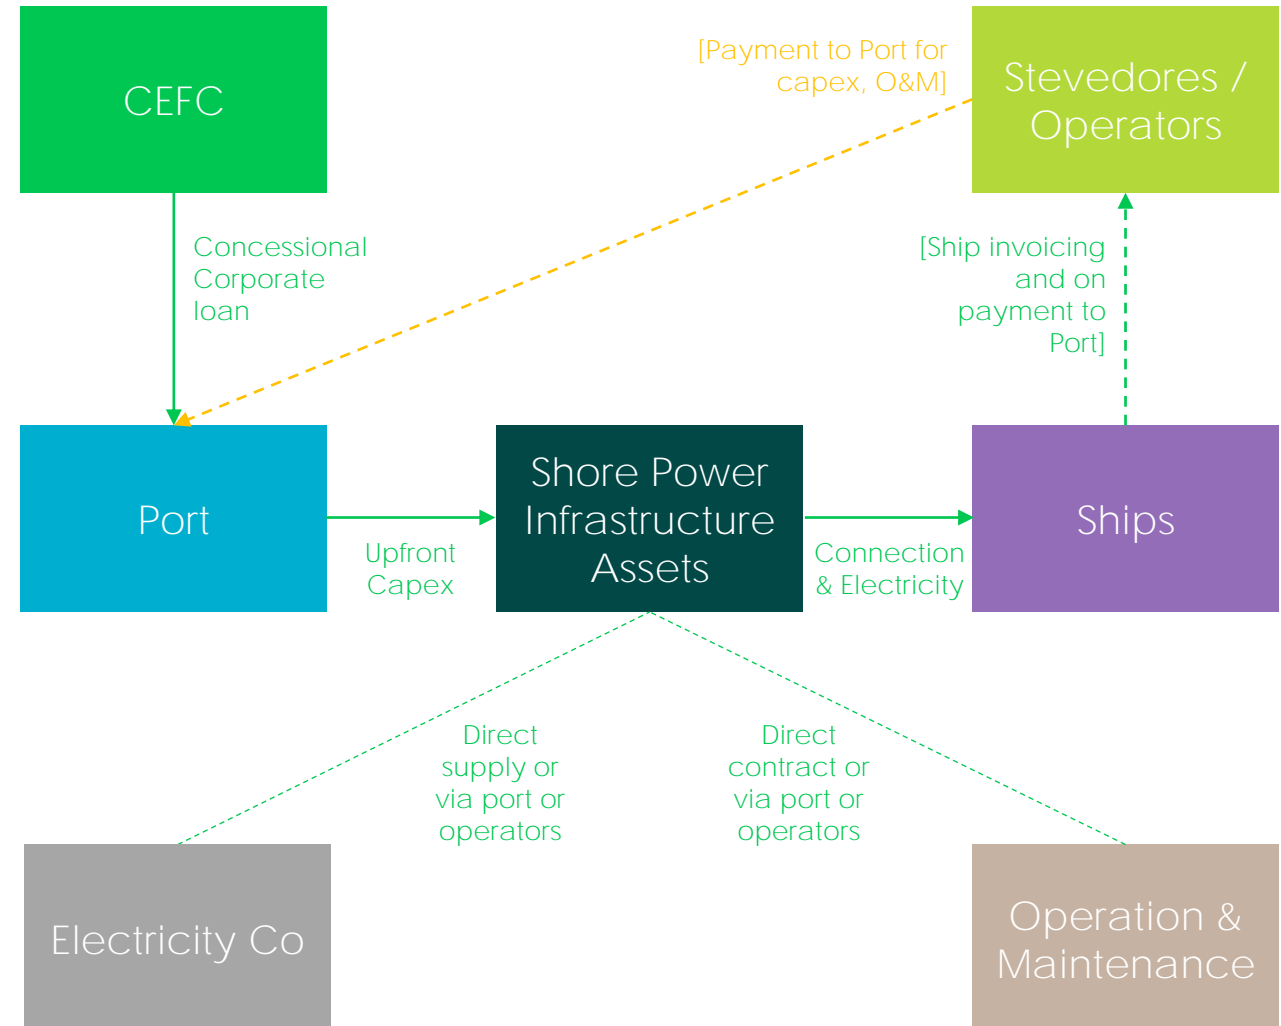 CEFC
[Payment to Port for
capex, O&M]
Stevedores /
Operators
Concessional
Corporate
loan
[Ship invoicing
and on
payment to
Port]
Port
Upfront
Capex
Shore Power
Infrastructure
Assets
Connection
& Electricity
Ships
Direct
supply or
via port or
operators
Direct
contract or
via port or
operators
Electricity Co
Operation &
Maintenance